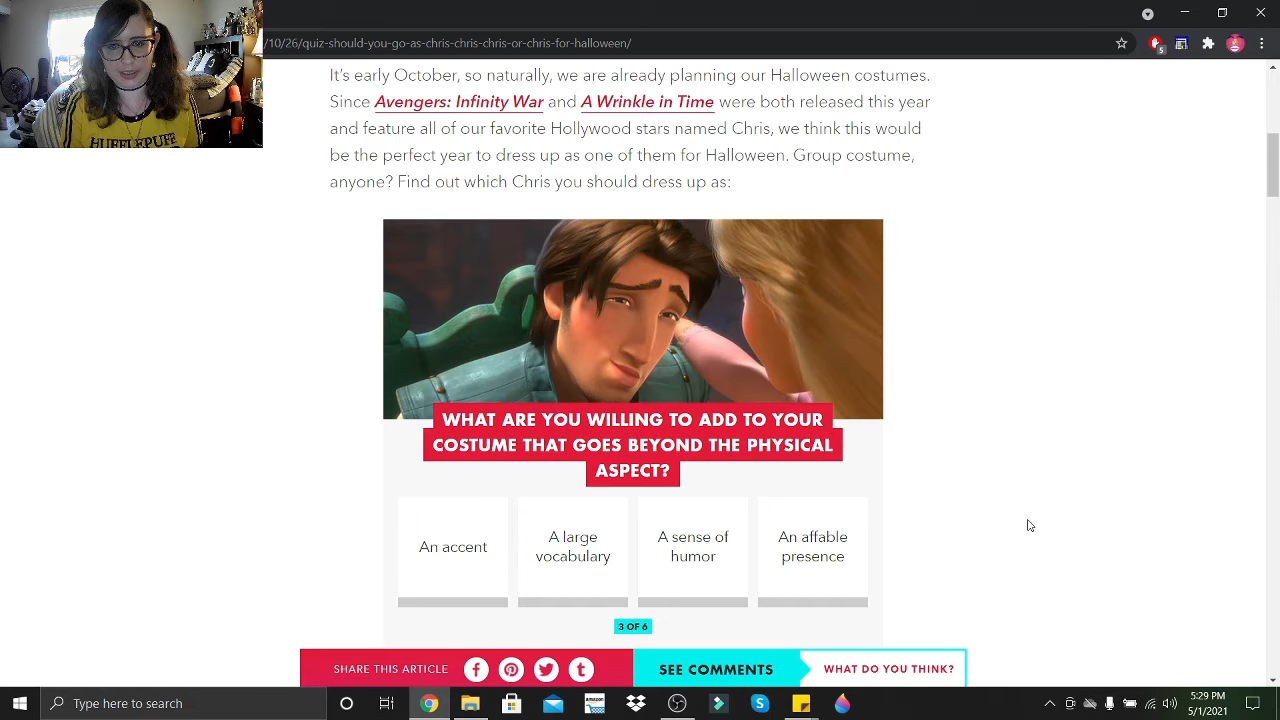 /10/26/quiz-should-you-go-as-chris-chris-chris-or-chris-for-halloween/
5
HUFFLEPUFF
It's early October, so naturally, we are already planning our Halloween costumes.
Since Avengers: Infinity War and A Wrinkle in Time were both released this year
and feature all of our favorite Hollywood stars named Chris, we think this would
be the perfect year to dress up as one of them for Halloween. Group costume,
anyone? Find out which Chris you should dress up as:
WHAT ARE YOU WILLING TO ADD TO YOUR
COSTUME THAT GOES BEYOND THE PHYSICAL
ASPECT?
An accent
A large
vocabulary
A sense of
humor
An affable
presence
3 OF 6
SHARE THIS ARTICLE
SEE COMMENTS
WHAT DO YOU THINK?
Type here to search
amazon
5:29 PM
5/1/2021